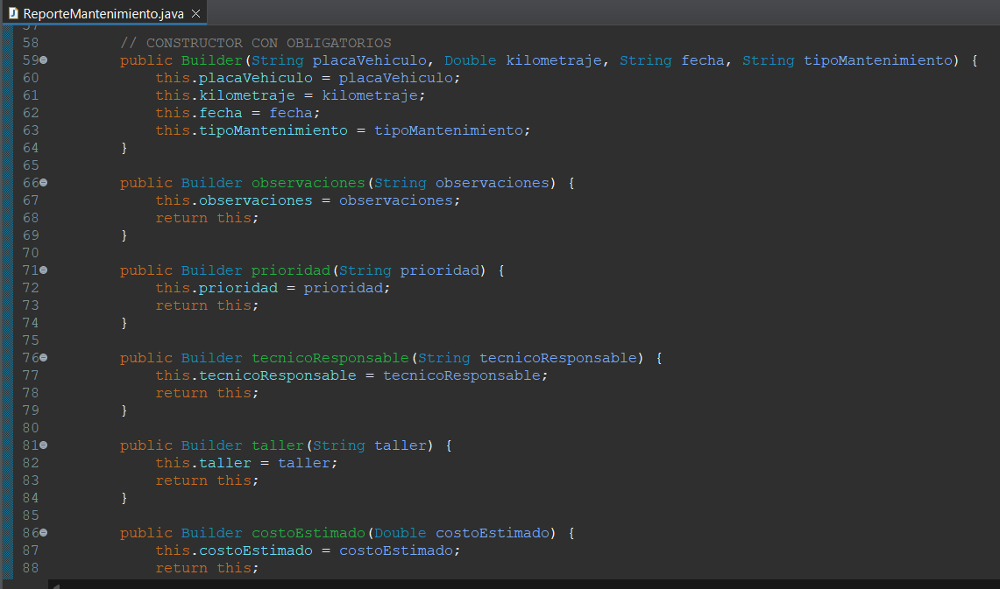 ReporteMantenimiento.java
57
58 // CONSTRUCTOR CON OBLIGATORIOS
59 public Builder(String placaVehiculo, Double kilometraje, String fecha, String tipoMantenimiento) {
60 this.placaVehiculo = placaVehiculo;
61 this.kilometraje = kilometraje;
62 this.fecha = fecha;
63 this.tipoMantenimiento = tipoMantenimiento;
64 }
65
66 public Builder observaciones(String observaciones) {
67 this.observaciones = observaciones;
68 return this;
69 }
70
71 public Builder prioridad(String prioridad) {
72 this.prioridad = prioridad;
73 return this;
74 }
75
76 public Builder tecnicoResponsable(String tecnicoResponsable) {
77 this.tecnicoResponsable = tecnicoResponsable;
78 return this;
79 }
80
81 public Builder taller(String taller) {
82 this.taller = taller;
83 return this;
84 }
85
86 public Builder costoEstimado(Double costoEstimado) {
87 this.costoEstimado = costoEstimado;
88 return this;